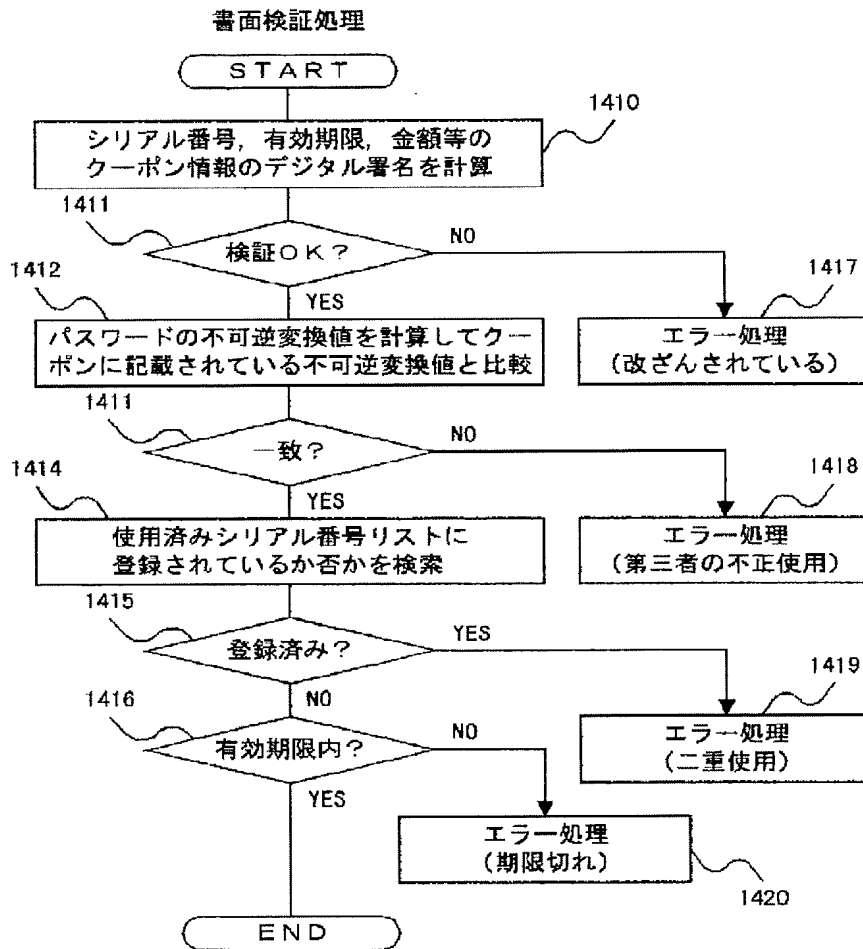 書面検証処理
START
1410
シリアル番号，有効期限，金額等の
クーポン情報のデジタル署名を計算
1411
検証OK？
NO
YES
1412
1417
パスワードの不可逆変換値を計算してクー
ポンに記載されている不可逆変換値と比較
エラー処理
(改ざんされている)
1411
一致？
NO
YES
1414
1418
使用済みシリアル番号リストに
登録されているか否かを検索
エラー処理
(第三者の不正使用)
1415
登録済み？
YES
NO
1419
エラー処理
(二重使用)
1416
有効期限内？
NO
YES
エラー処理
(期限切れ)
1420
END